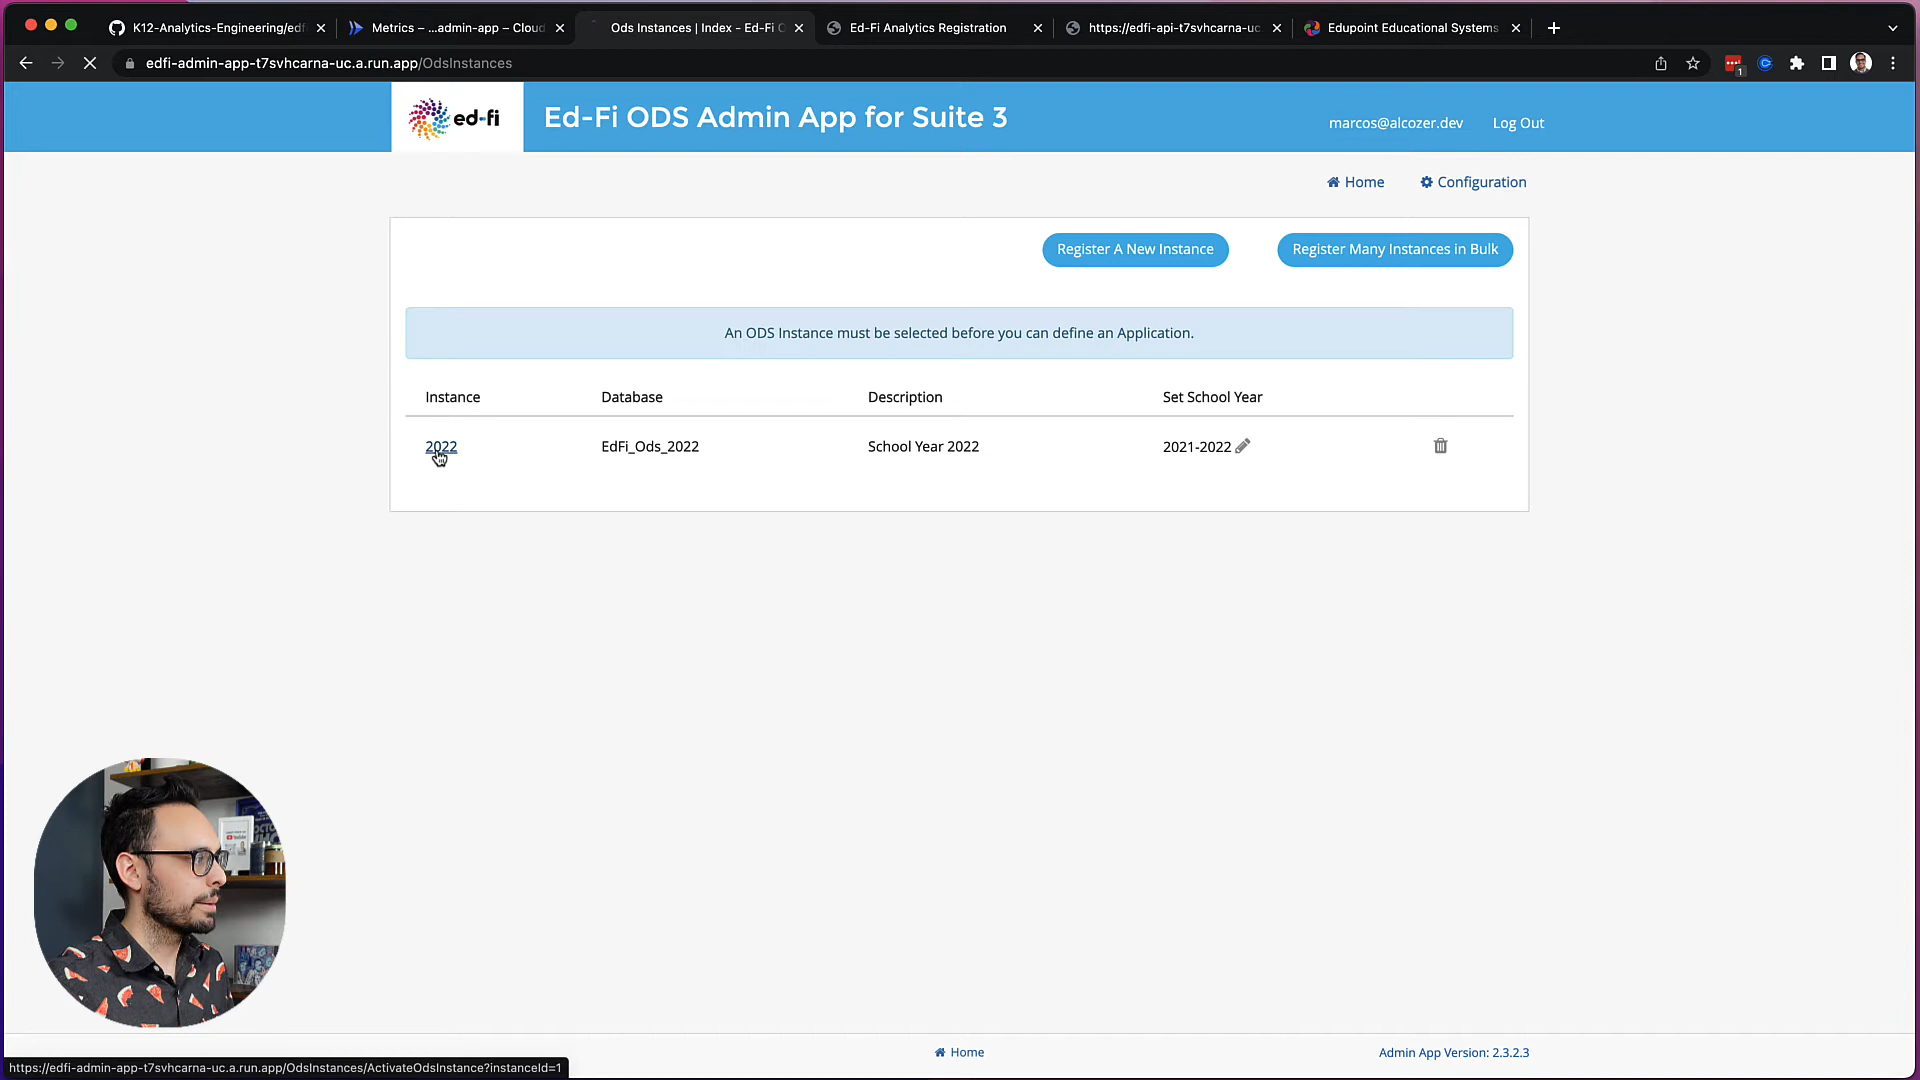 K12-Analytics-Engineering/edf
Metrics – ...admin-app – Cloud
Ods Instances | Index - Ed-Fi O
Ed-Fi Analytics Registration
https://edfi-api-t7svhcarna-uc.
Edupoint Educational Systems
edfi-admin-app-t7svhcarna-uc.a.run.app/OdsInstances
1
ed-fi
Ed-Fi ODS Admin App for Suite 3
marcos@alcozer.dev
Log Out
Home
Configuration
Register A New Instance
Register Many Instances in Bulk
An ODS Instance must be selected before you can define an Application.
Instance Database Description Set School Year
2022 EdFi_Ods_2022 School Year 2022 2021-2022
Home
Admin App Version: 2.3.2.3
https://edfi-admin-app-t7svhcarna-uc.a.run.app/OdsInstances/ActivateOdsInstance?instanceId=1